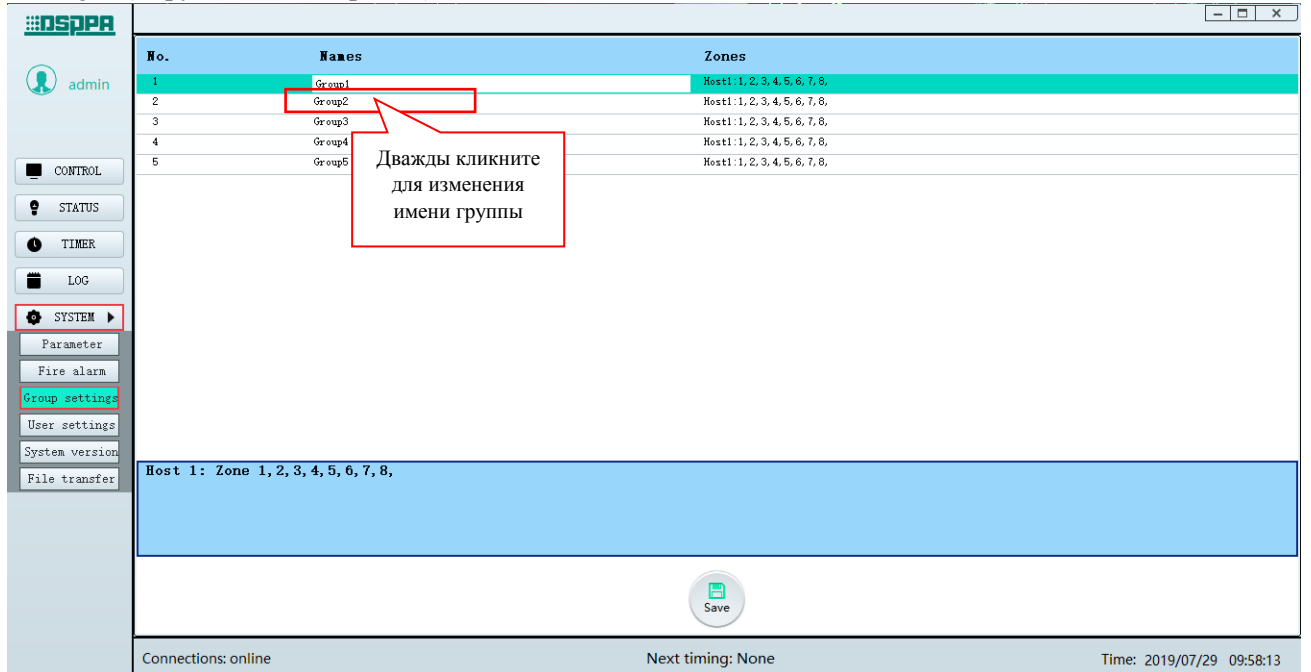 DSPPA
admin
CONTROL
STATUS
TIMER
LOG
SYSTEM
Parameter
Fire alarm
Group settings
User settings
System version
File transfer
No. Names Zones
1 Group1 Host1:1,2,3,4,5,6,7,8,
2 Group2 Host1:1,2,3,4,5,6,7,8,
3 Group3 Host1:1,2,3,4,5,6,7,8,
4 Group4 Host1:1,2,3,4,5,6,7,8,
5 Group5 Host1:1,2,3,4,5,6,7,8,
Дважды кликните
для изменения
имени группы
Host 1: Zone 1,2,3,4,5,6,7,8,
Save
Connections: online Next timing: None Time: 2019/07/29 09:58:13